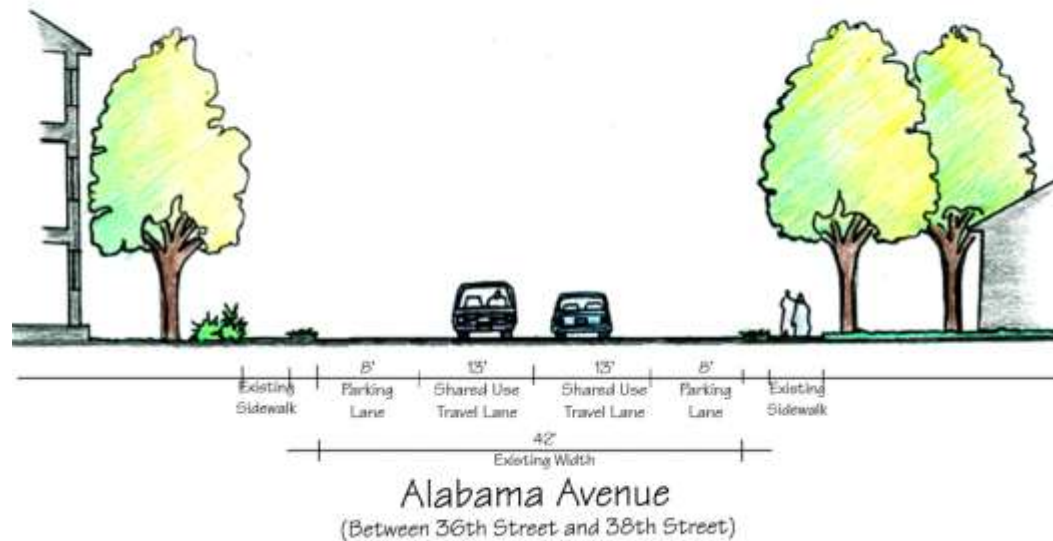 8' 13' 13' 8'
Existing Parking Shared Use Shared Use Parking Existing
Sidewalk Lane Travel Lane Travel Lane Lane Sidewalk
42'
Existing Width
Alabama Avenue
(Between 36th Street and 38th Street)